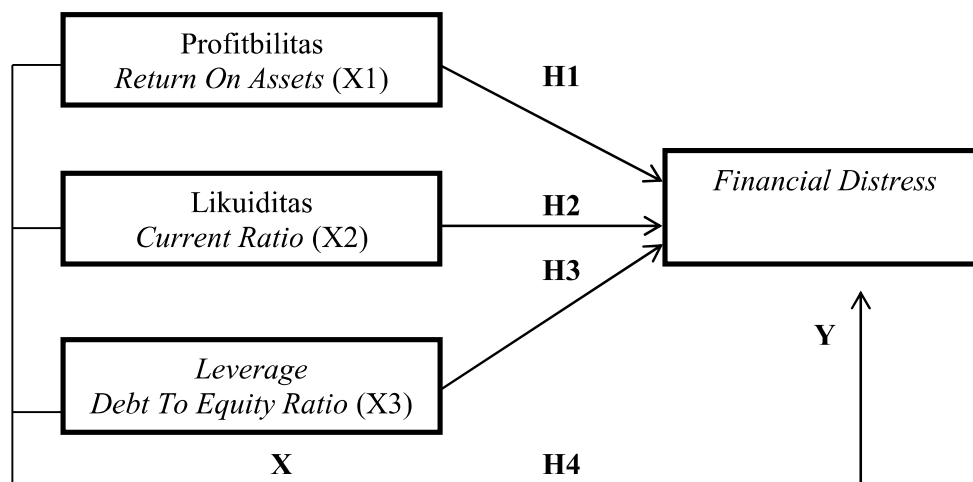 Profitbilitas
Return On Assets (X1)
H1
Financial Distress
Likuiditas
Current Ratio (X2)
H2
H3
Leverage
Debt To Equity Ratio (X3)
Y
X
H4